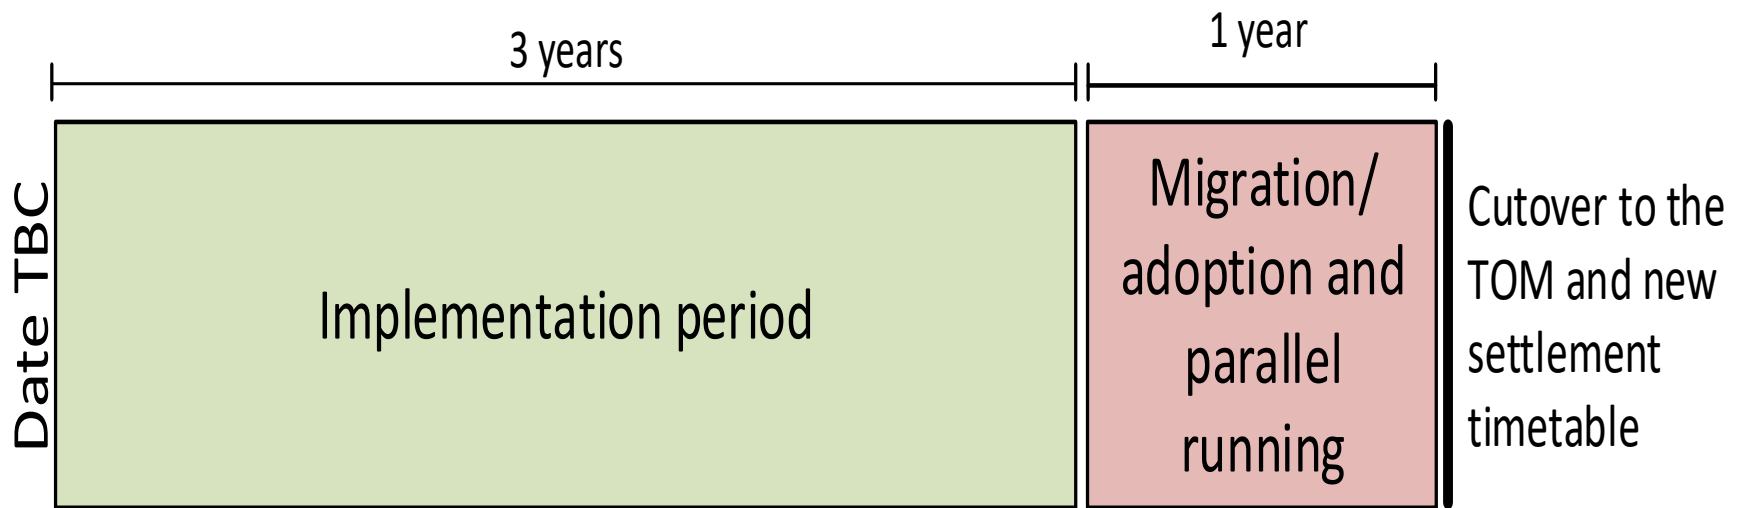 3 years
1 year
Date TBC
Implementation period
Migration/
adoption and
parallel
running
Cutover to the
TOM and new
settlement
timetable